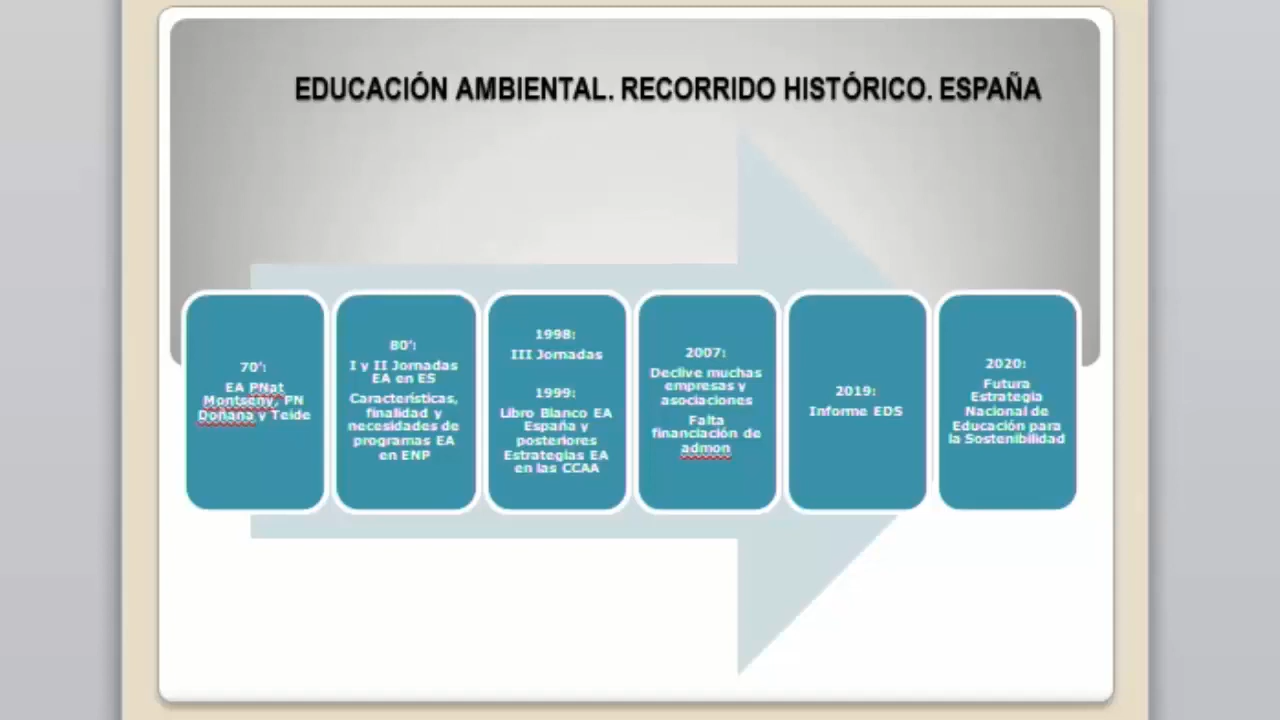 EDUCACIÓN AMBIENTAL. RECORRIDO HISTÓRICO. ESPAÑA
70':
EA PNat
Montseny, PN
Doñana y Teide
80':
I y II Jornadas
EA en ES
Características,
finalidad y
necesidades de
programas EA
en ENP
1998:
III Jornadas
1999:
Libro Blanco EA
España y
posteriores
Estrategias EA
en las CCAA
2007:
Declive muchas
empresas y
asociaciones
Falta
financiación de
admon
2019:
Informe EDS
2020:
Futura
Estrategia
Nacional de
Educación para
la Sostenibilidad